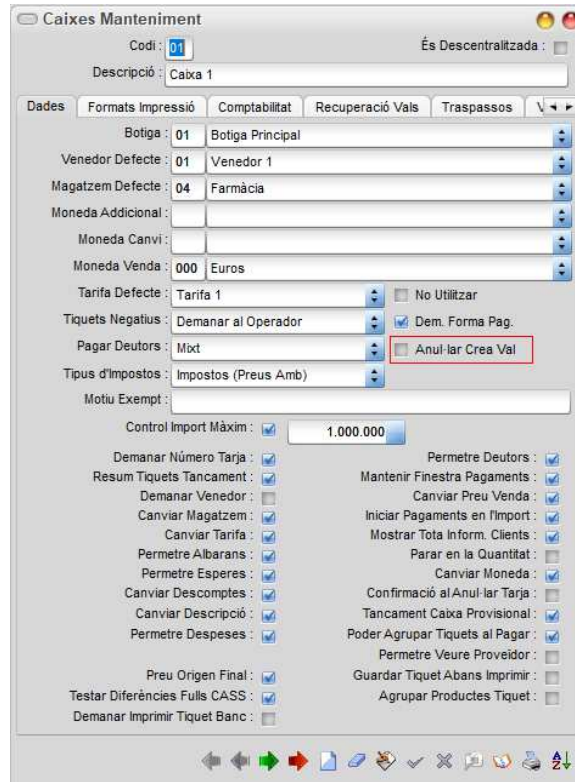 Caixes Manteniment
Codi : 01 És Descentralitzada :
Descripció : Caixa 1
Dades Formats Impressió Comptabilitat Recuperació Vals Traspassos
Botiga : 01 Botiga Principal
Venedor Defecte : 01 Venedor 1
Magatzem Defecte : 04 Farmàcia
Moneda Addicional :
Moneda Canvi :
Moneda Venda : 000 Euros
Tarifa Defecte : Tarifa 1 No Utilitzar
Tiquets Negatius : Demanar al Operador Dem. Forma Pag.
Pagar Deutors : Mixt Anul·lar Crea Val
Tipus d'Impostos : Impostos (Preus Amb)
Motiu Exempt :
Control Import Màxim : 1.000.000
Demanar Número Tarja : Permetre Deutors :
Resum Tiquets Tancament : Mantenir Finestra Pagaments :
Demanar Venedor : Canviar Preu Venda :
Canviar Magatzem : Iniciar Pagaments en l'Import :
Canviar Tarifa : Mostrar Tota Inform. Clients :
Permetre Albarans : Parar en la Quantitat :
Permetre Esperes : Canviar Moneda :
Canviar Descomptes : Confirmació al Anul·lar Tarja :
Canviar Descripció : Tancament Caixa Provisional :
Permetre Despeses : Poder Agrupar Tiquets al Pagar :
Permetre Veure Proveïdor :
Preu Origen Final : Guardar Tiquet Abans Imprimir :
Testar Diferències Fulls CASS : Agrupar Productes Tiquet :
Demanar Imprimir Tiquet Banc :